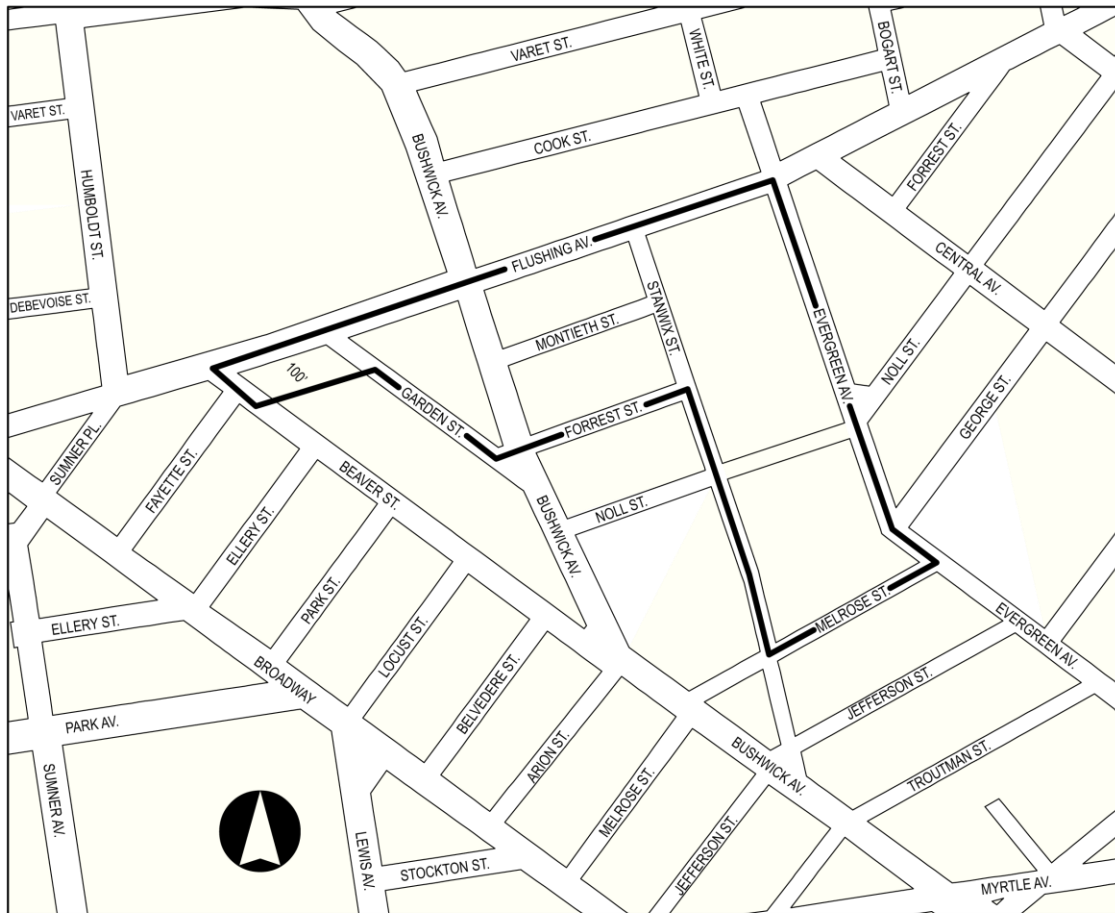 VARET ST.
WHITE ST.
BOGART ST.
VARET ST.
COOK ST.
BUSHWICK AV.
FORREST ST.
HUMBOLDT ST.
FLUSHING AV.
CENTRAL AV.
DEBEVOISE ST.
STANWIX ST.
MONTIETH ST.
EVERGREEN AV.
NOLL ST.
100'
GARDEN ST.
FORREST ST.
GEORGE ST.
SUMNER PL.
FAYETTE ST.
BEAVER ST.
NOLL ST.
BUSHWICK AV.
ELLERY ST.
PARK ST.
MELROSE ST.
ELLERY ST.
LOCUST ST.
EVERGREEN AV.
BROADWAY
BELVEDERE ST.
JEFFERSON ST.
PARK AV.
ARION ST.
BUSHWICK AV.
TROUTMAN ST.
SUMNER AV.
MELROSE ST.
LEWIS AV.
JEFFERSON ST.
STOCKTON ST.
MYRTLE AV.